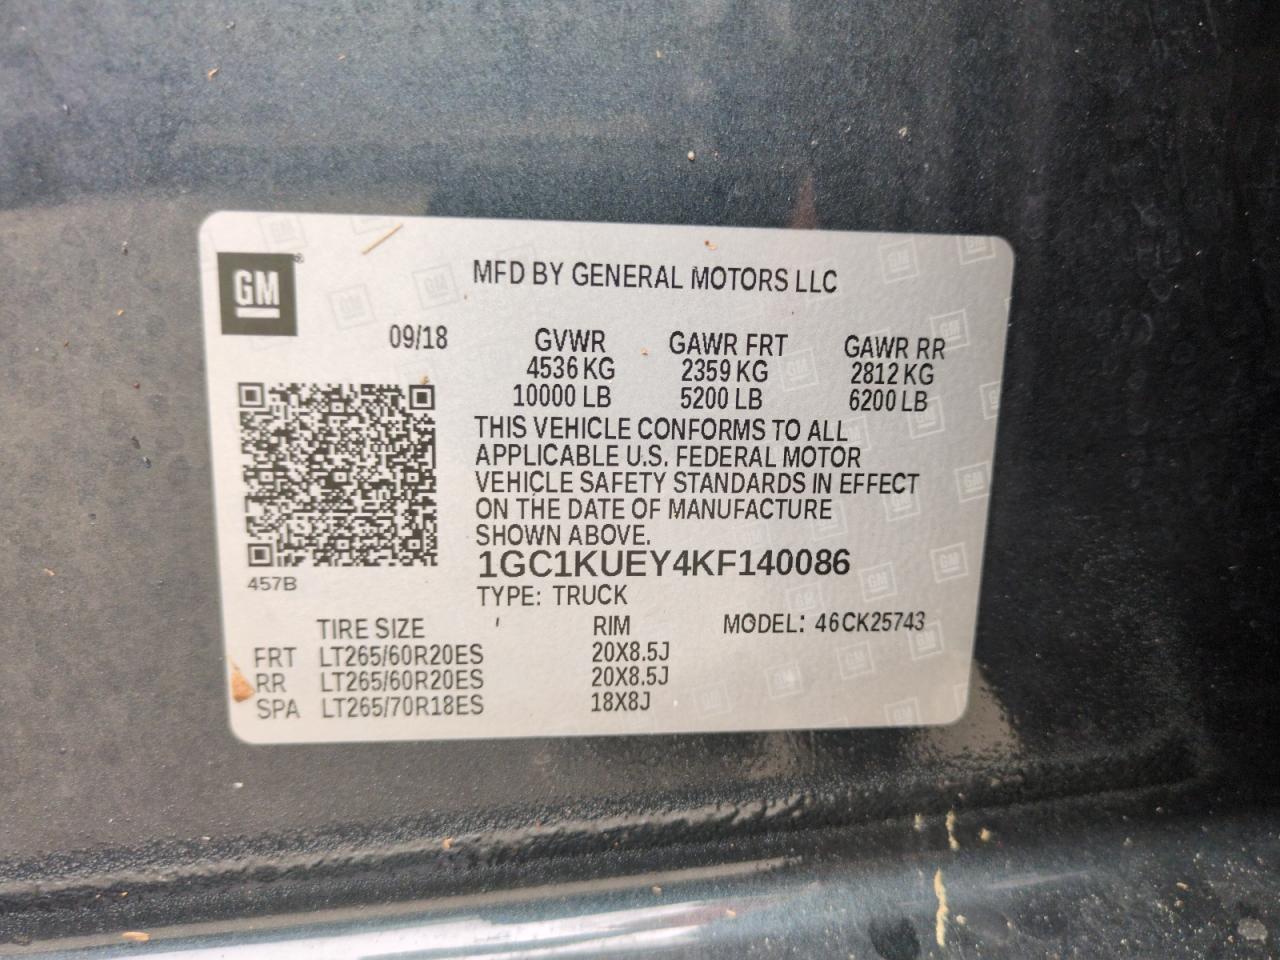 GM
MFD BY GENERAL MOTORS LLC
09/18 GVWR GAWR FRT GAWR RR
4536 KG 2359 KG 2812 KG
10000 LB 5200 LB 6200 LB
THIS VEHICLE CONFORMS TO ALL
APPLICABLE U.S. FEDERAL MOTOR
VEHICLE SAFETY STANDARDS IN EFFECT
ON THE DATE OF MANUFACTURE
SHOWN ABOVE.
1GC1KUEY4KF140086
457B
TYPE: TRUCK
TIRE SIZE RIM MODEL: 46CK25743
FRT LT265/60R20ES 20X8.5J
RR LT265/60R20ES 20X8.5J
SPA LT265/70R18ES 18X8J